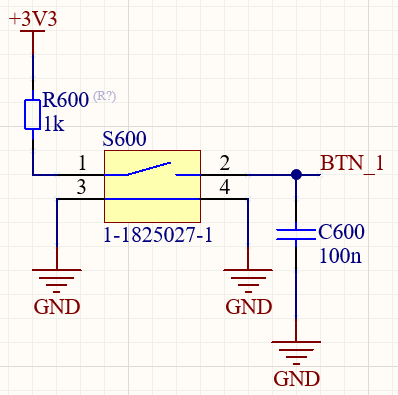 +3V3
R600 (R?)
1k
S600
1
2
BTN_1
3
4
1-1825027-1
C600
100n
GND
GND
GND